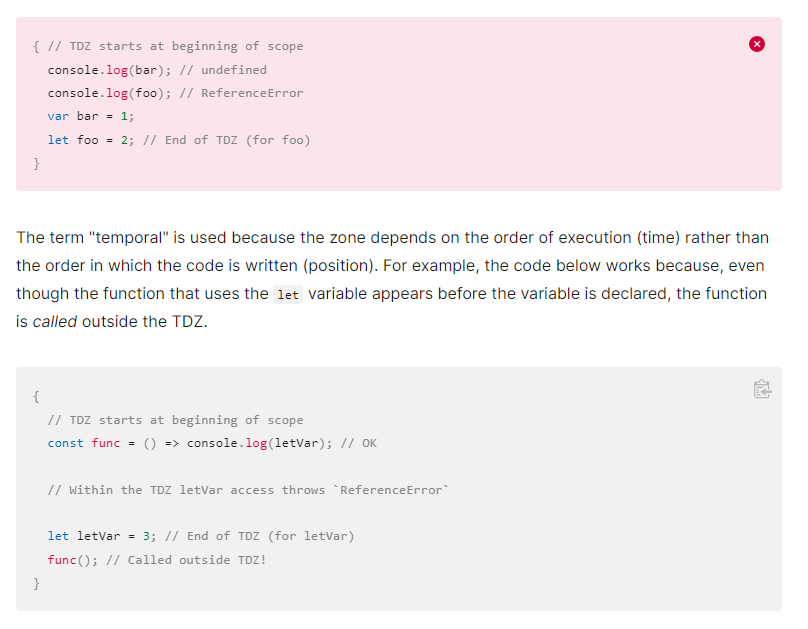 { // TDZ starts at beginning of scope
  console.log(bar); // undefined
  console.log(foo); // ReferenceError
  var bar = 1;
  let foo = 2; // End of TDZ (for foo)
}
The term "temporal" is used because the zone depends on the order of execution (time) rather than
the order in which the code is written (position). For example, the code below works because, even
though the function that uses the let variable appears before the variable is declared, the function
is called outside the TDZ.
{
  // TDZ starts at beginning of scope
  const func = () => console.log(letVar); // OK
  // Within the TDZ letVar access throws `ReferenceError`
  let letVar = 3; // End of TDZ (for letVar)
  func(); // Called outside TDZ!
}